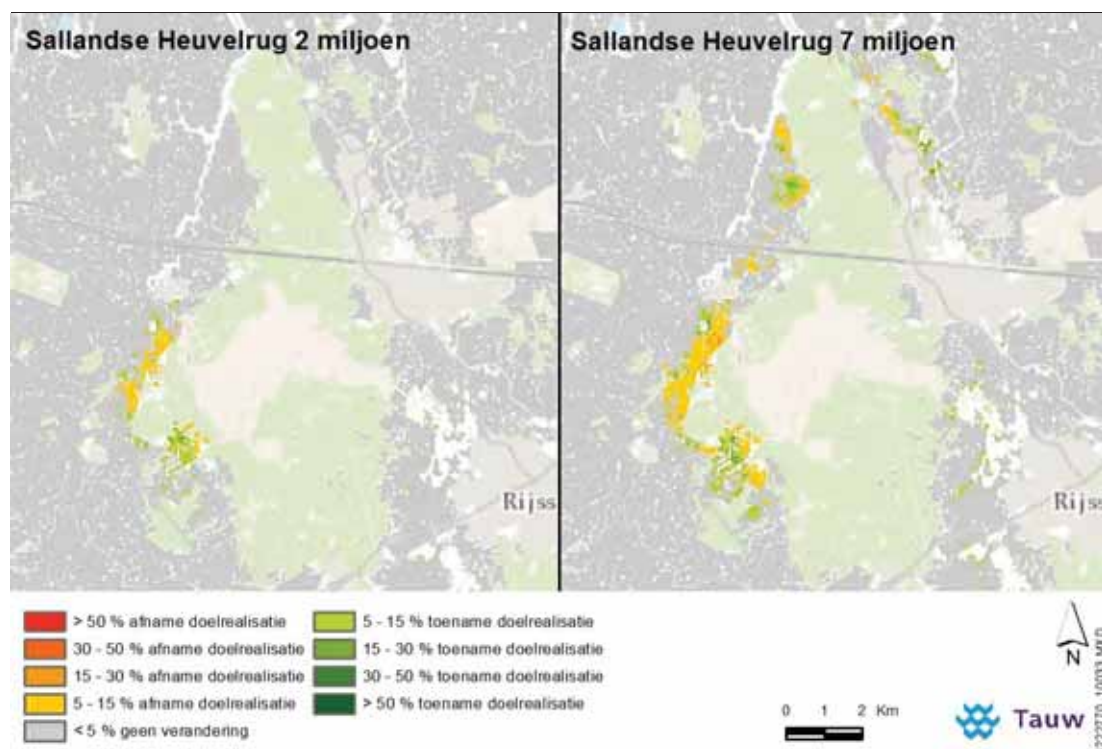 Sallandse Heuvelrug 2 miljoen
Sallandse Heuvelrug 7 miljoen
Rijss
Rijss
> 50 % afname doelrealisatie
30 - 50 % afname doelrealisatie
15 - 30 % afname doelrealisatie
5 - 15 % afname doelrealisatie
< 5 % geen verandering
5 - 15 % toename doelrealisatie
15 - 30 % toename doelrealisatie
30 - 50 % toename doelrealisatie
> 50 % toename doelrealisatie
0 1 2 Km
N
Tauw